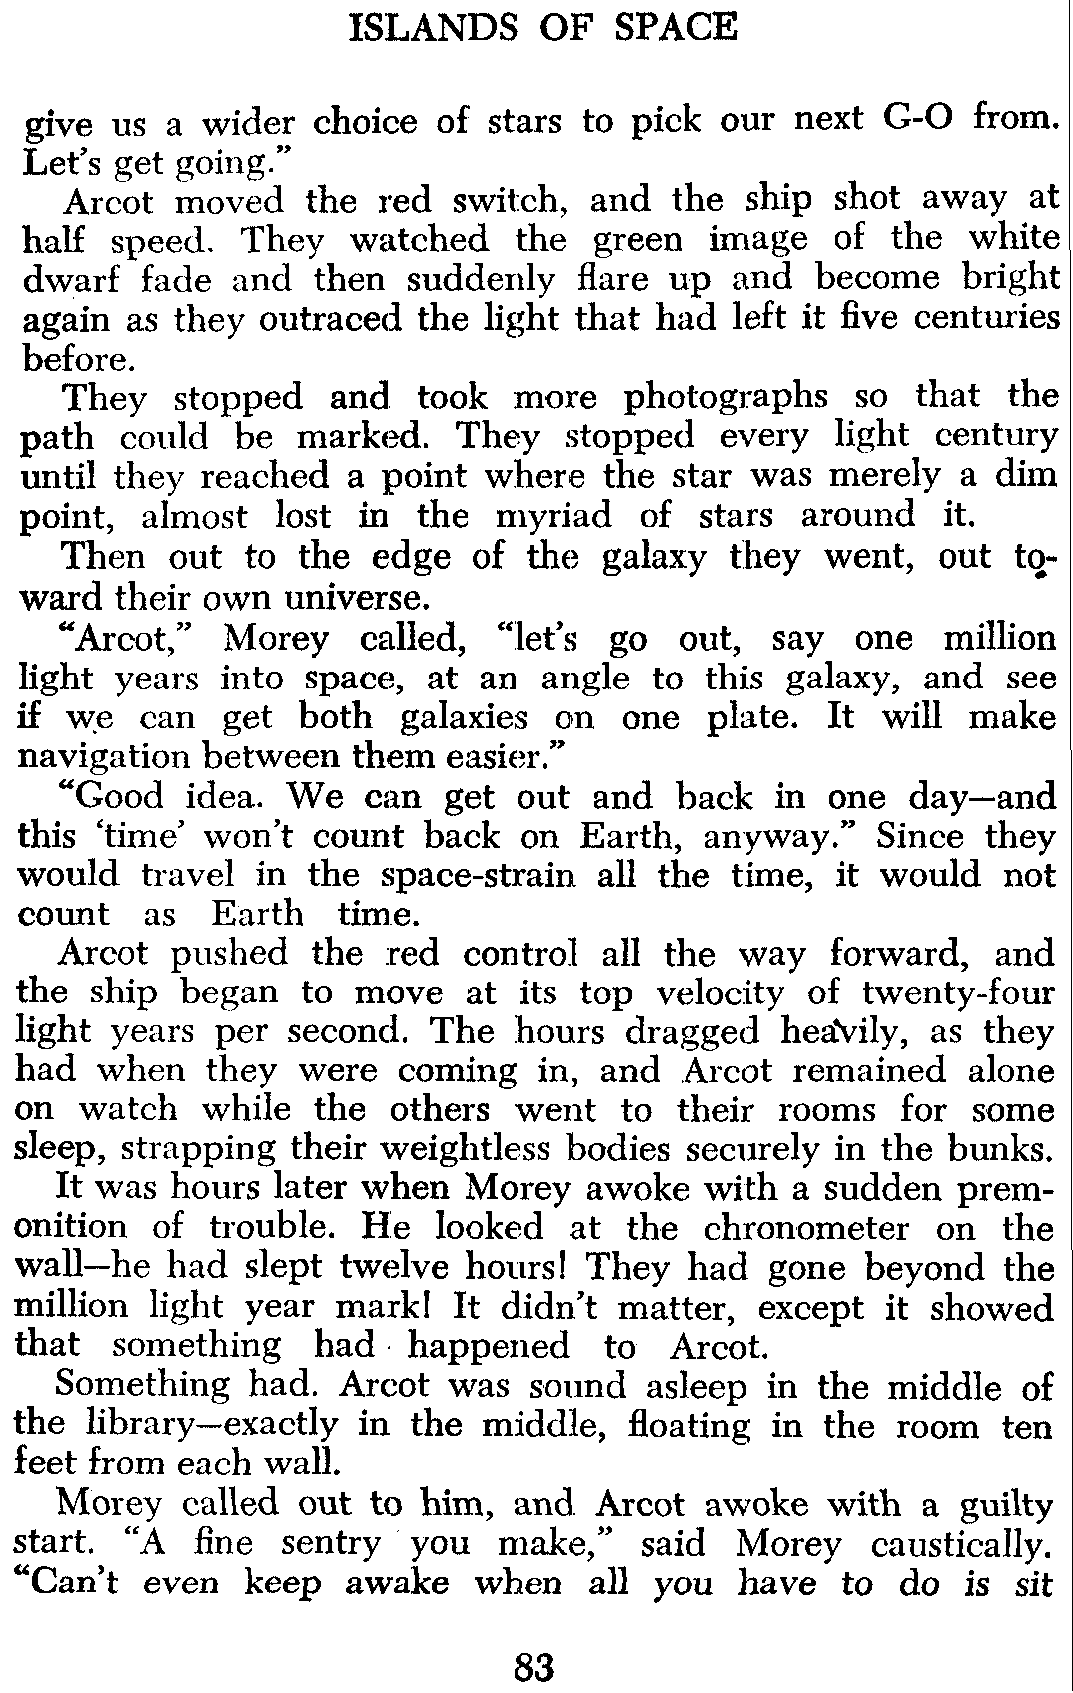 ISLANDS OF SPACE
give us a wider choice of stars to pick our next G-O from.
Let's get going."
Arcot moved the red switch, and the ship shot away at
half speed. They watched the green image of the white
dwarf fade and then suddenly flare up and become bright
again as they outraced the light that had left it five centuries
before.
They stopped and took more photographs so that the
path could be marked. They stopped every light century
until they reached a point where the star was merely a dim
point, almost lost in the myriad of stars around it.
Then out to the edge of the galaxy they went, out to-
ward their own universe.
"Arcot," Morey called, "let's go out, say one million
light years into space, at an angle to this galaxy, and see
if we can get both galaxies on one plate. It will make
navigation between them easier."
"Good idea. We can get out and back in one day—and
this 'time' won't count back on Earth, anyway." Since they
would travel in the space-strain all the time, it would not
count as Earth time.
Arcot pushed the red control all the way forward, and
the ship began to move at its top velocity of twenty-four
light years per second. The hours dragged heavily, as they
had when they were coming in, and Arcot remained alone
on watch while the others went to their rooms for some
sleep, strapping their weightless bodies securely in the bunks.
It was hours later when Morey awoke with a sudden prem-
onition of trouble. He looked at the chronometer on the
wall—he had slept twelve hours! They had gone beyond the
million light year mark! It didn't matter, except it showed
that something had happened to Arcot.
Something had. Arcot was sound asleep in the middle of
the library—exactly in the middle, floating in the room ten
feet from each wall.
Morey called out to him, and Arcot awoke with a guilty
start. "A fine sentry you make," said Morey caustically.
"Can't even keep awake when all you have to do is sit
83